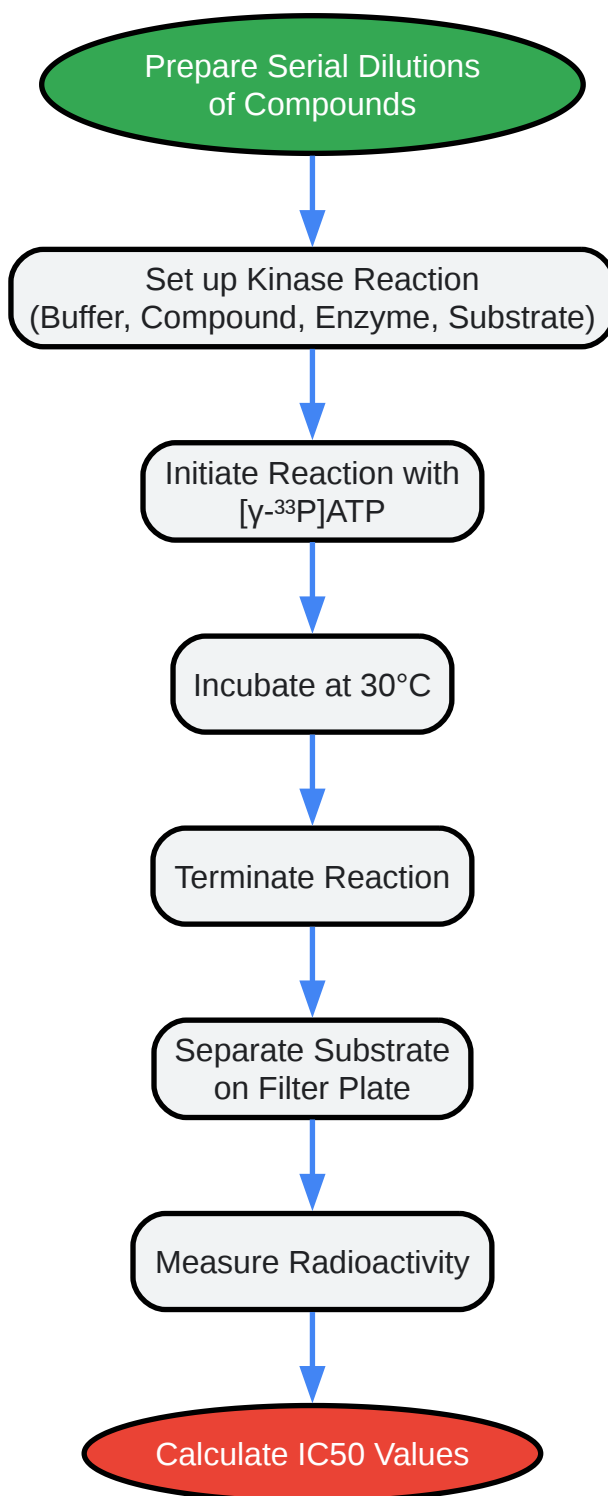 Prepare Serial Dilutions
of Compounds
Set up Kinase Reaction
(Buffer, Compound, Enzyme, Substrate)
Initiate Reaction with
[γ-³³P]ATP
Incubate at 30°C
Terminate Reaction
Separate Substrate
on Filter Plate
Measure Radioactivity
Calculate IC50 Values